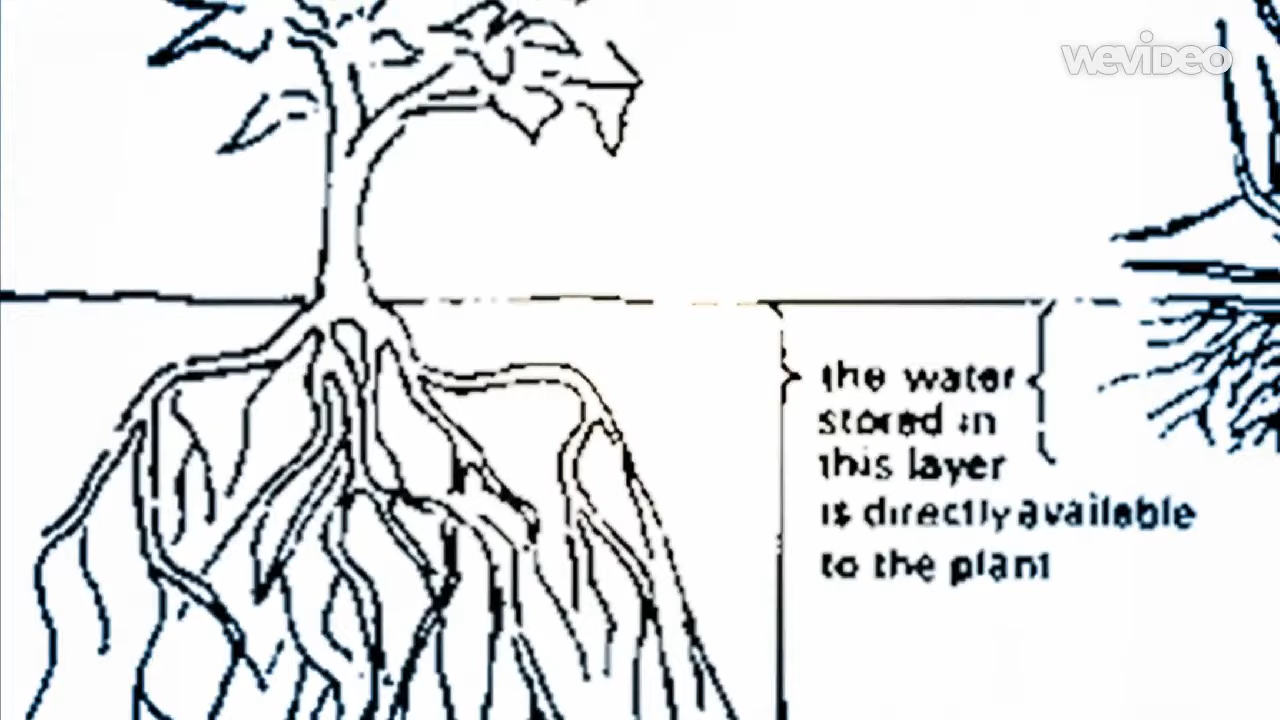 WEVIDEO
the water
stored in
this layer
is directly available
to the plant